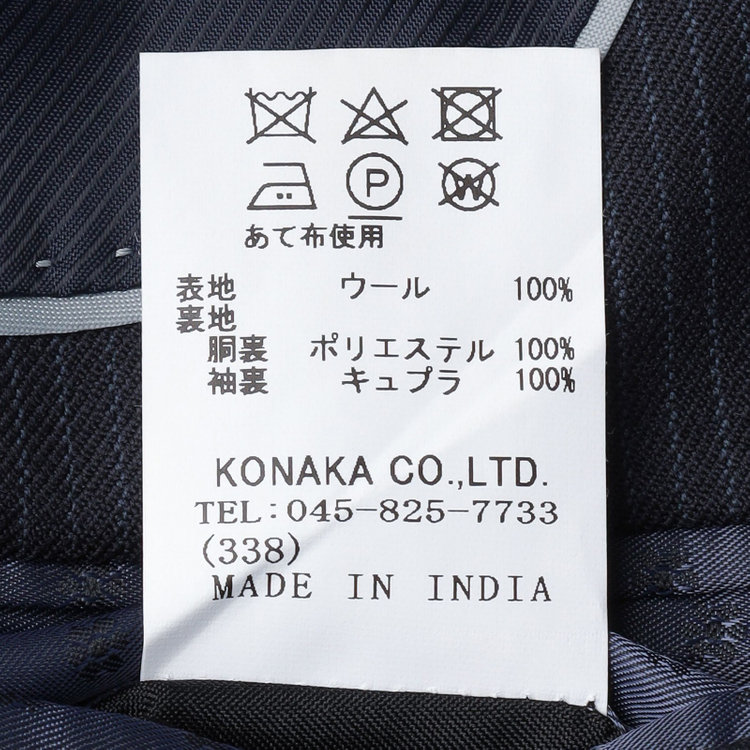 P W
あて布使用
表地 ウール 100%
裏地
胴裏 ポリエステル 100%
袖裏 キュプラ 100%
KONAKA CO.,LTD.
TEL:045-825-7733
(338)
MADE IN INDIA